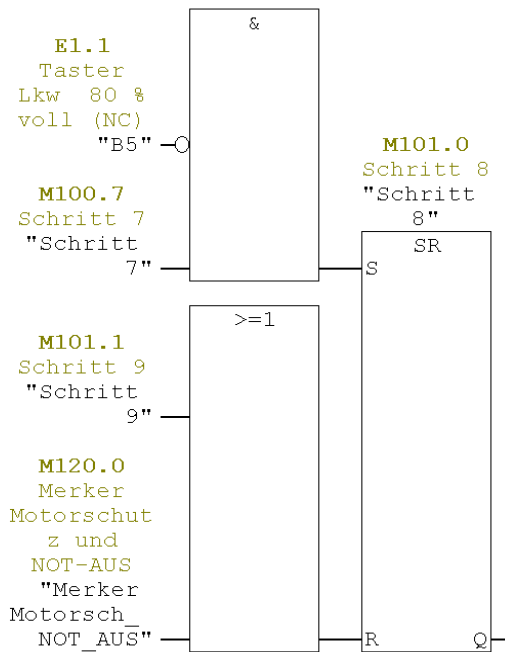 &
E1.1
Taster
Lkw 80 %
voll (NC)
"B5"
M100.7
Schritt 7
"Schritt
7"
M101.0
Schritt 8
"Schritt
8"
SR
S
>=1
M101.1
Schritt 9
"Schritt
9"
M120.0
Merker
Motorschut
z und
NOT-AUS
"Merker
Motorsch_
NOT_AUS"
R
Q